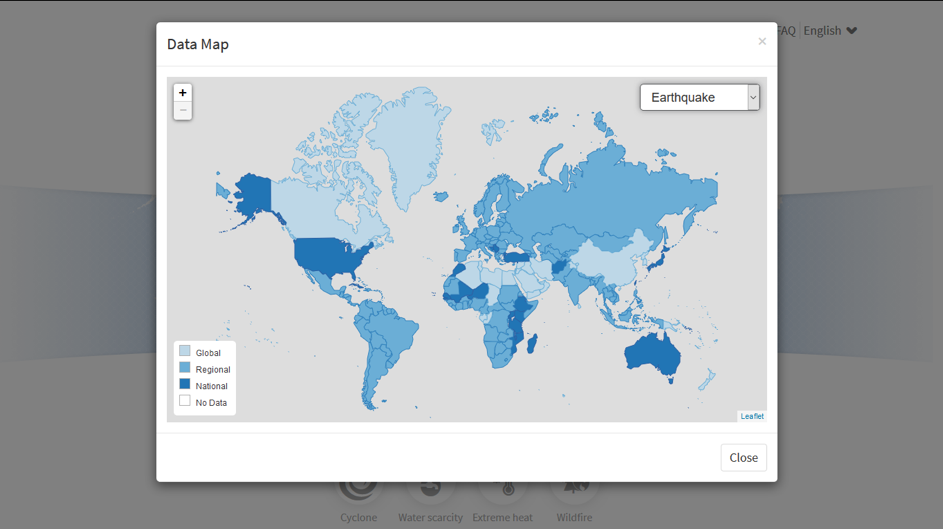 FAQ English
Data Map
×
+
−
Earthquake
Global
Regional
National
No Data
Leaflet
Close
Cyclone Water scarcity Extreme heat Wildfire